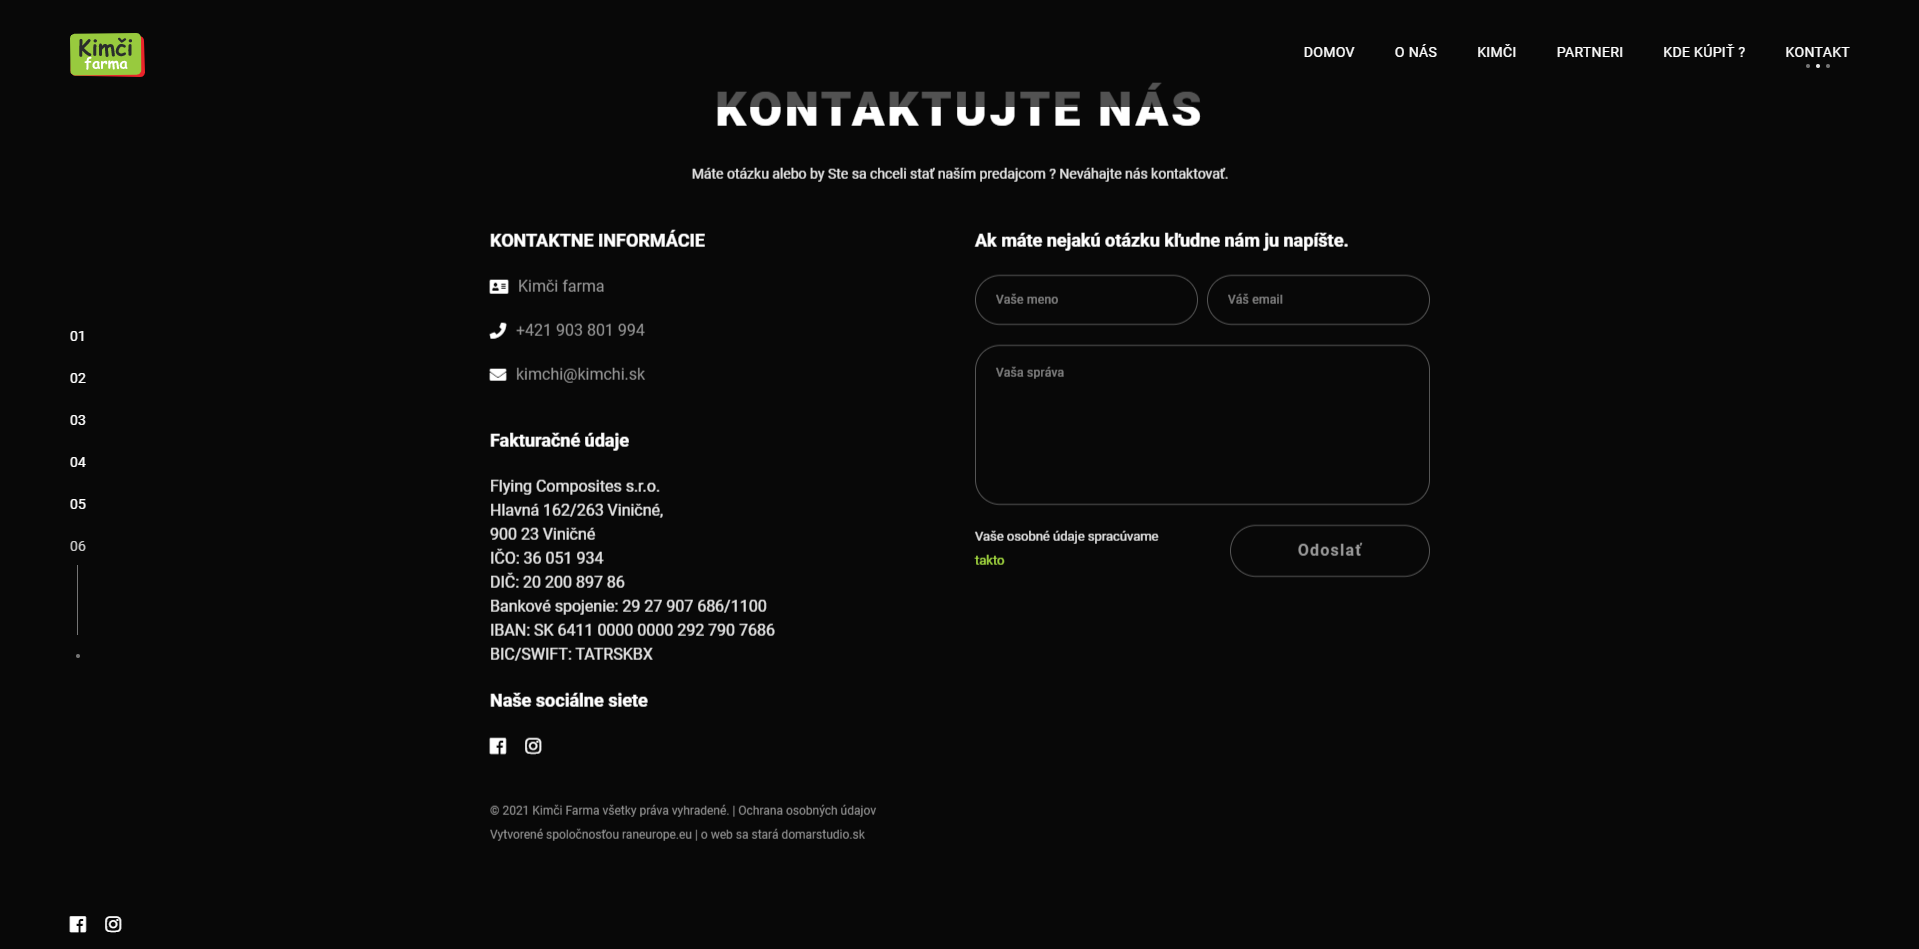 Kimči
farma
DOMOV
O NÁS
KIMČI
PARTNERI
KDE KÚPIŤ ?
KONTAKT
KONTAKTUJTE NÁS
Máte otázku alebo by Ste sa chceli stať naším predajcom ? Neváhajte nás kontaktovať.
01
02
03
04
05
06
KONTAKTNE INFORMÁCIE
Kimči farma
+421 903 801 994
kimchi@kimchi.sk
Fakturačné údaje
Flying Composites s.r.o.
Hlavná 162/263 Viničné,
900 23 Viničné
IČO: 36 051 934
DIČ: 20 200 897 86
Bankové spojenie: 29 27 907 686/1100
IBAN: SK 6411 0000 0000 292 790 7686
BIC/SWIFT: TATRSKBX
Naše sociálne siete
Ak máte nejakú otázku kľudne nám ju napíšte.
Vaše meno
Váš email
Vaša správa
Vaše osobné údaje spracúvame
takto
Odoslať
© 2021 Kimči Farma všetky práva vyhradené. | Ochrana osobných údajov
Vytvorené spoločnosťou raneurope.eu | o web sa stará domarstudio.sk